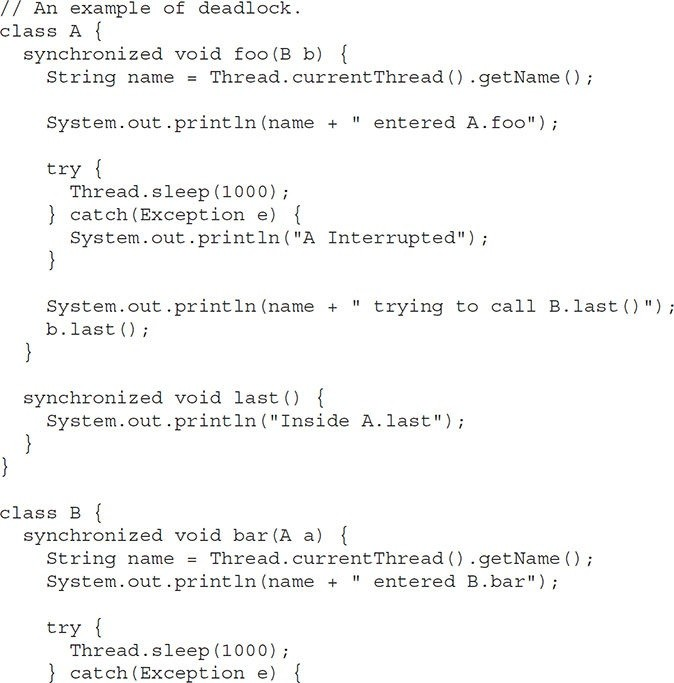 // An example of deadlock.
class A {
  synchronized void foo(B b) {
    String name = Thread.currentThread().getName();

    System.out.println(name + " entered A.foo");

    try {
      Thread.sleep(1000);
    } catch(Exception e) {
      System.out.println("A Interrupted");
    }

    System.out.println(name + " trying to call B.last()");
    b.last();
  }

  synchronized void last() {
    System.out.println("Inside A.last");
  }
}

class B {
  synchronized void bar(A a) {
    String name = Thread.currentThread().getName();
    System.out.println(name + " entered B.bar");

    try {
      Thread.sleep(1000);
    } catch(Exception e) {